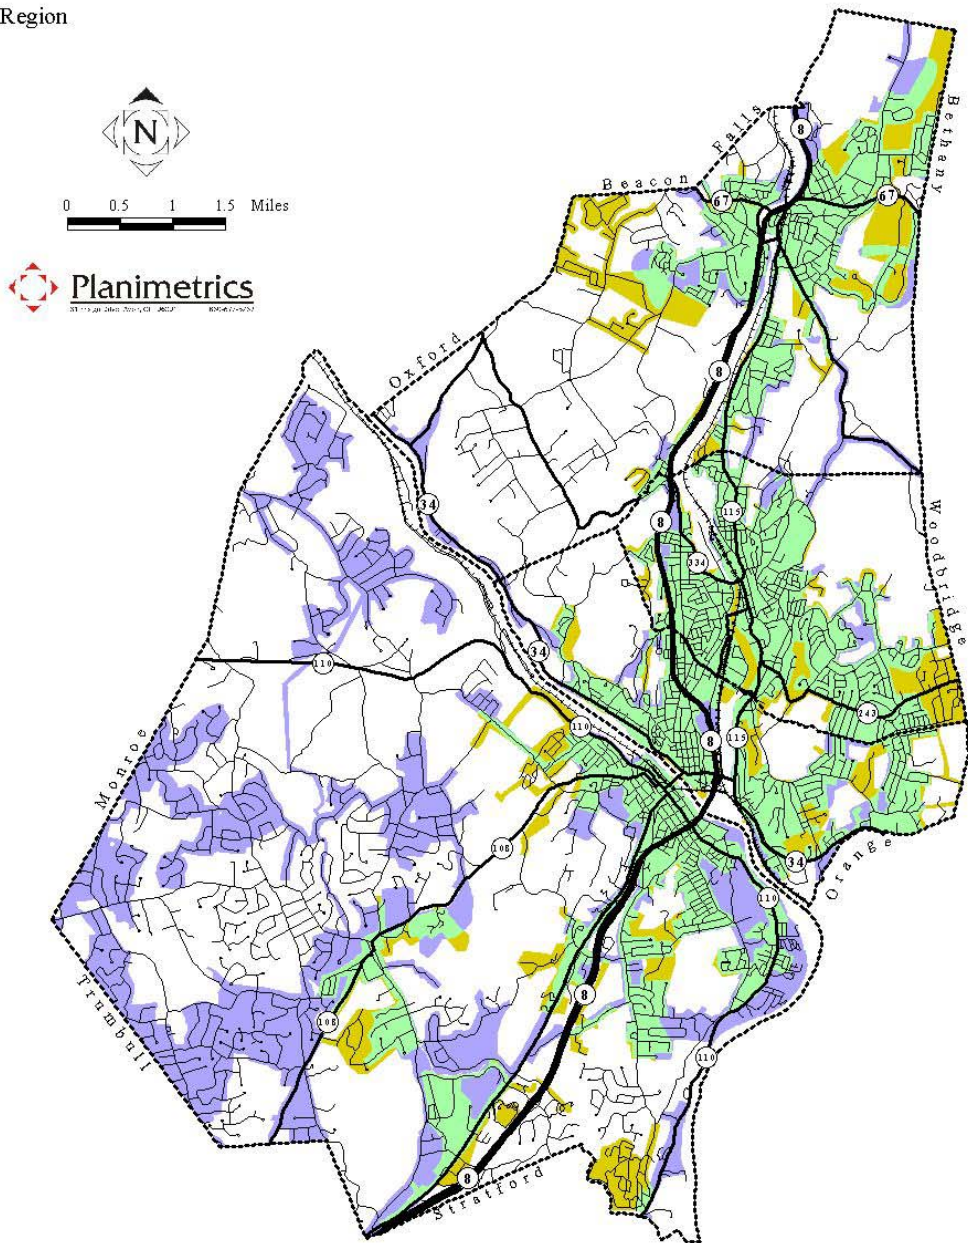 Region
N
0 0.5 1 1.5 Miles
Planimetrics
Bethany
Beacon Falls
Oxford
Woodbridge
Monroe
Trumbull
Orange
Stratford
8
67
67
8
34
8
115
334
34
110
110
8
115
243
108
34
110
108
8
110
8